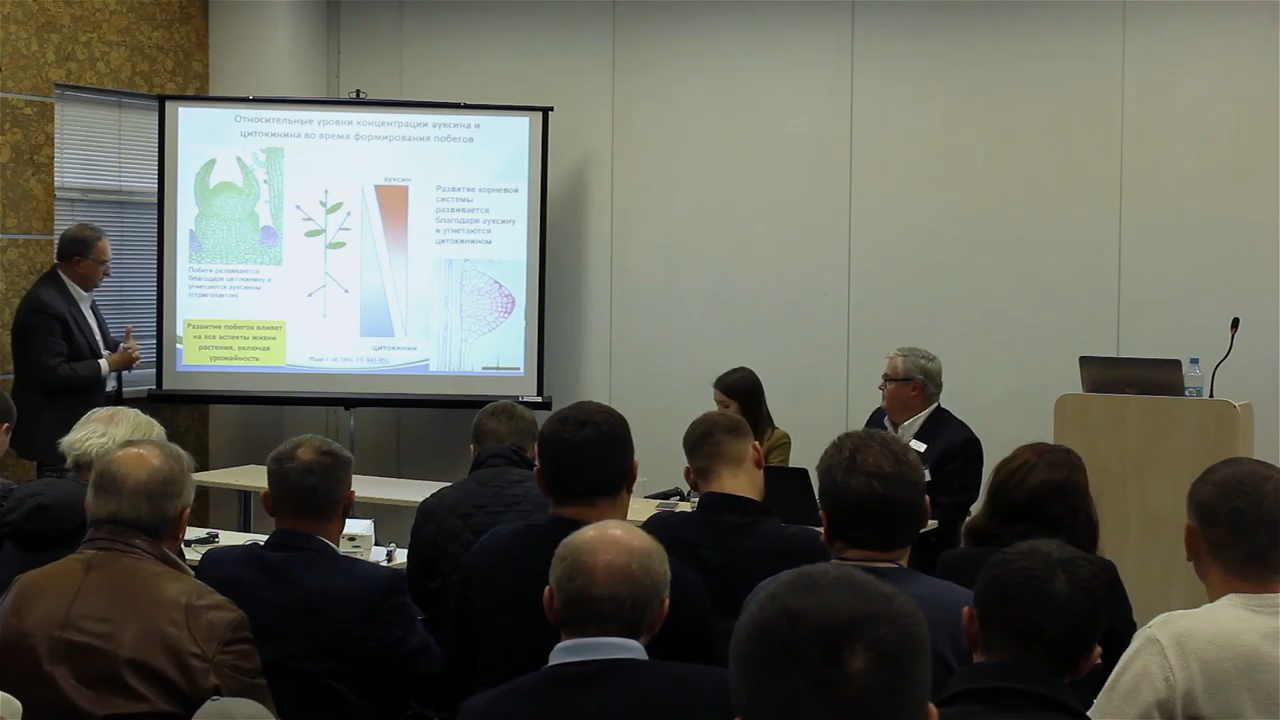 Относительные уровни концентрации ауксина и
цитокинина во время формирования побегов
ауксин
Развитие корневой
системы
развивается
благодаря ауксину
и угнетаются
цитокинином
Побеги развиваются
благодаря цитокинину и
угнетаются ауксином
(стриголактон)
Развитие побегов влияет
на все аспекты жизни
растения, включая
урожайность
цитокинин